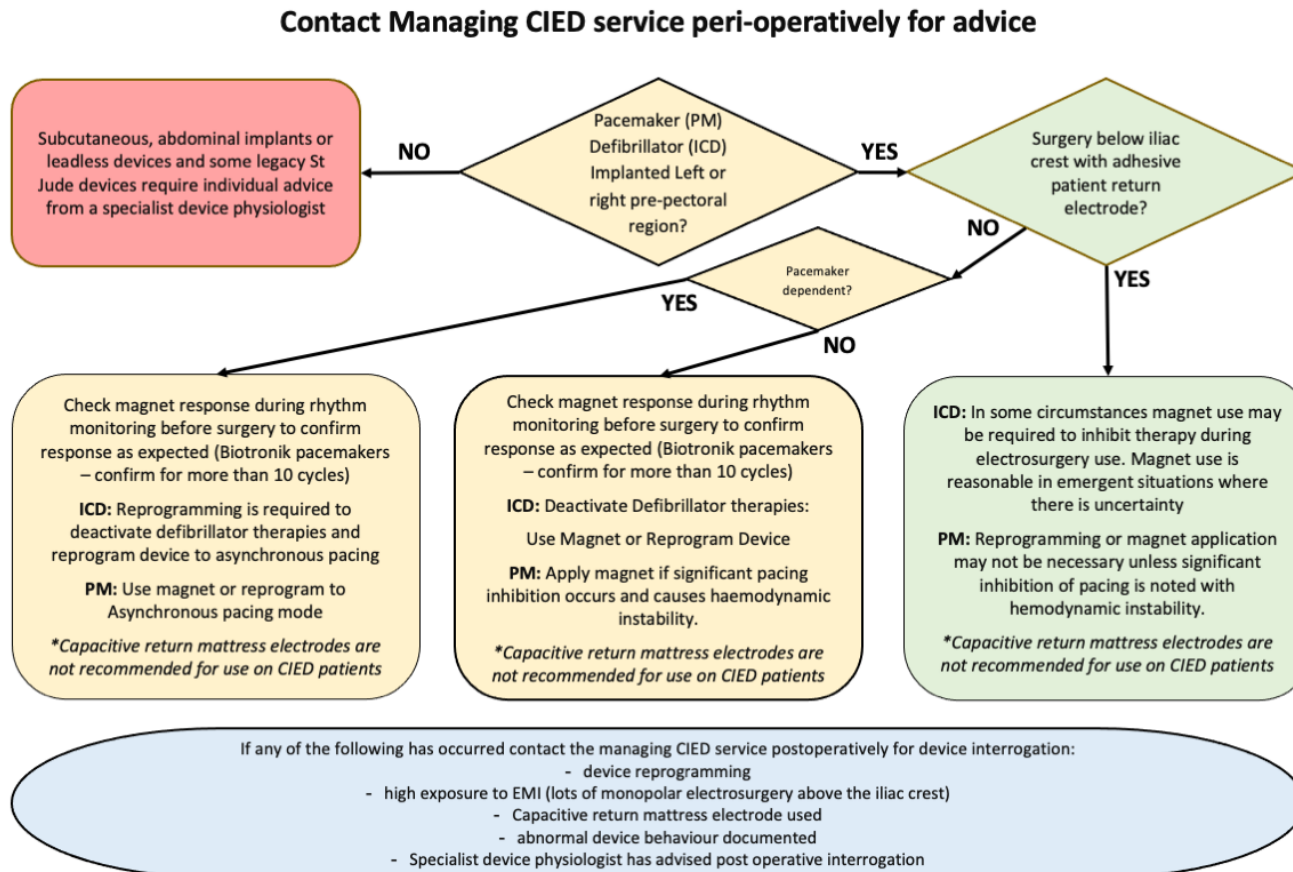 Contact Managing CIED service peri-operatively for advice
Subcutaneous, abdominal implants or
leadless devices and some legacy St
Jude devices require individual advice
from a specialist device physiologist
NO
Pacemaker (PM)
Defibrillator (ICD)
Implanted Left or
right pre-pectoral
region?
YES
Surgery below iliac
crest with adhesive
patient return
electrode?
NO
YES
Pacemaker
dependent?
YES
NO
Check magnet response during rhythm
monitoring before surgery to confirm
response as expected (Biotronik pacemakers
– confirm for more than 10 cycles)
ICD: Reprogramming is required to
deactivate defibrillator therapies and
reprogram device to asynchronous pacing
PM: Use magnet or reprogram to
Asynchronous pacing mode
*Capacitive return mattress electrodes are
not recommended for use on CIED patients
Check magnet response during rhythm
monitoring before surgery to confirm
response as expected (Biotronik pacemakers
– confirm for more than 10 cycles)
ICD: Deactivate Defibrillator therapies:
Use Magnet or Reprogram Device
PM: Apply magnet if significant pacing
inhibition occurs and causes haemodynamic
instability.
*Capacitive return mattress electrodes are
not recommended for use on CIED patients
ICD: In some circumstances magnet use may
be required to inhibit therapy during
electrosurgery use. Magnet use is
reasonable in emergent situations where
there is uncertainty
PM: Reprogramming or magnet application
may not be necessary unless significant
inhibition of pacing is noted with
hemodynamic instability.
*Capacitive return mattress electrodes are
not recommended for use on CIED patients
If any of the following has occurred contact the managing CIED service postoperatively for device interrogation:
- device reprogramming
- high exposure to EMI (lots of monopolar electrosurgery above the iliac crest)
- Capacitive return mattress electrode used
- abnormal device behaviour documented
- Specialist device physiologist has advised post operative interrogation